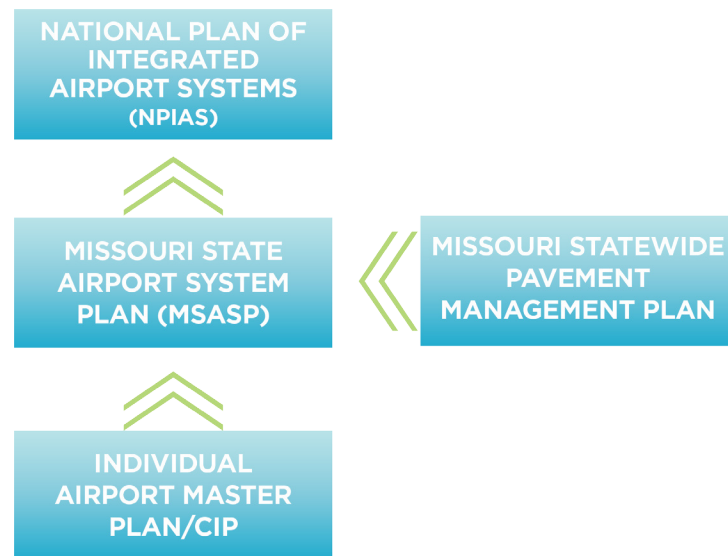 NATIONAL PLAN OF
INTEGRATED
AIRPORT SYSTEMS
(NPIAS)
MISSOURI STATE
AIRPORT SYSTEM
PLAN (MSASP)
MISSOURI STATEWIDE
PAVEMENT
MANAGEMENT PLAN
INDIVIDUAL
AIRPORT MASTER
PLAN/CIP